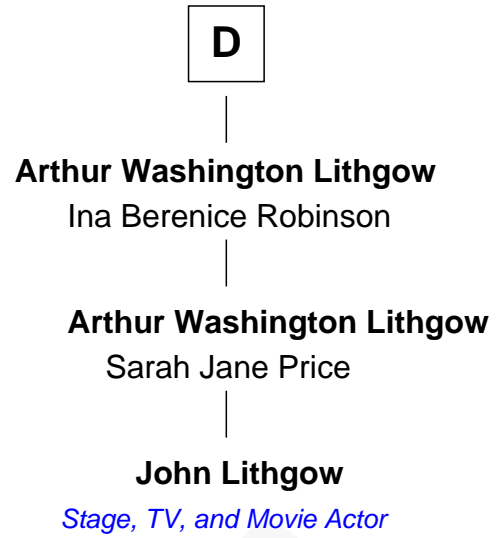 D
Arthur Washington Lithgow
Ina Berenice Robinson
Arthur Washington Lithgow
Sarah Jane Price
John Lithgow
Stage, TV, and Movie Actor